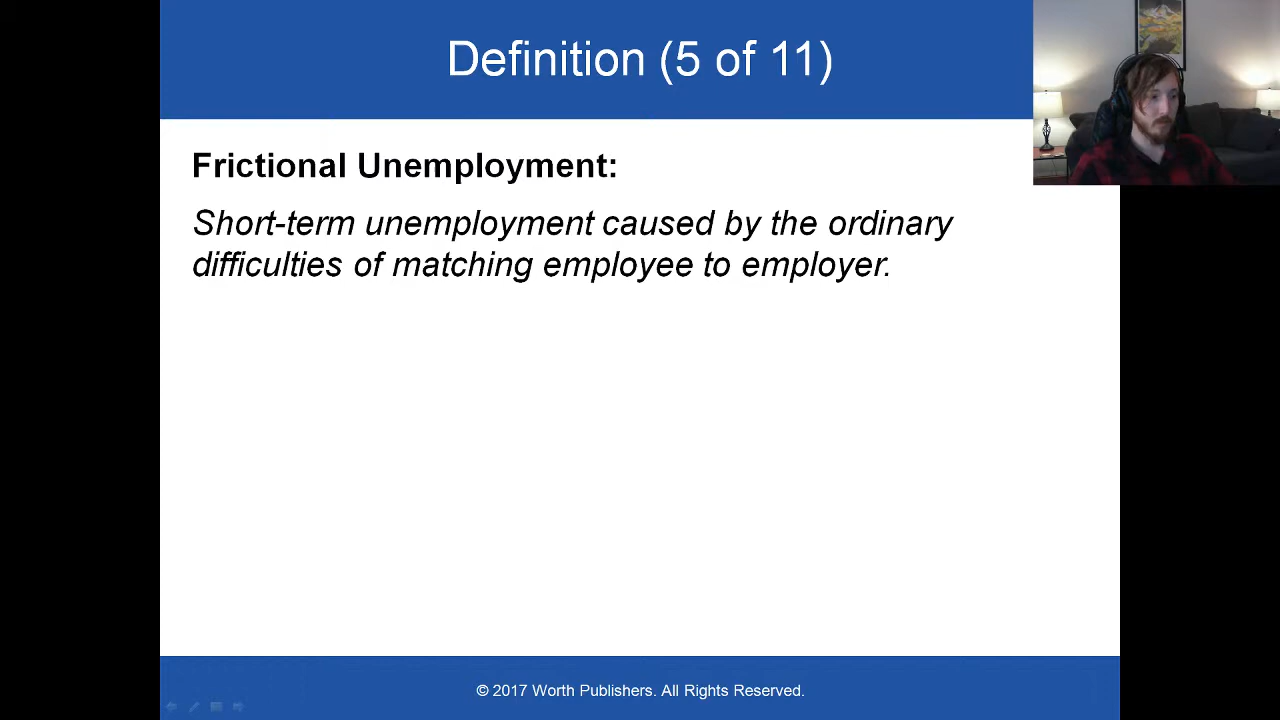 Definition (5 of 11)
Frictional Unemployment:
Short-term unemployment caused by the ordinary
difficulties of matching employee to employer.
© 2017 Worth Publishers. All Rights Reserved.